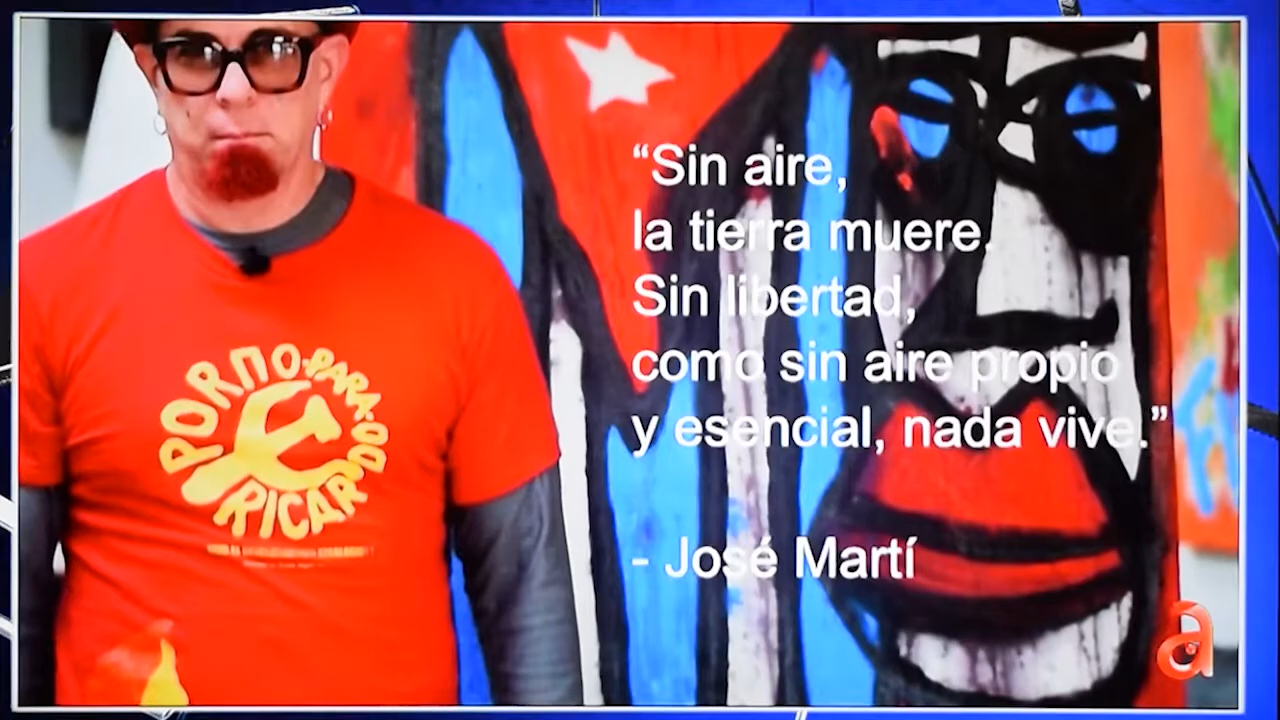 PORNO·PARA·
RICARDO
“Sin aire,
la tierra muere.
Sin libertad,
como sin aire propio
y esencial, nada vive.”
- José Martí
a